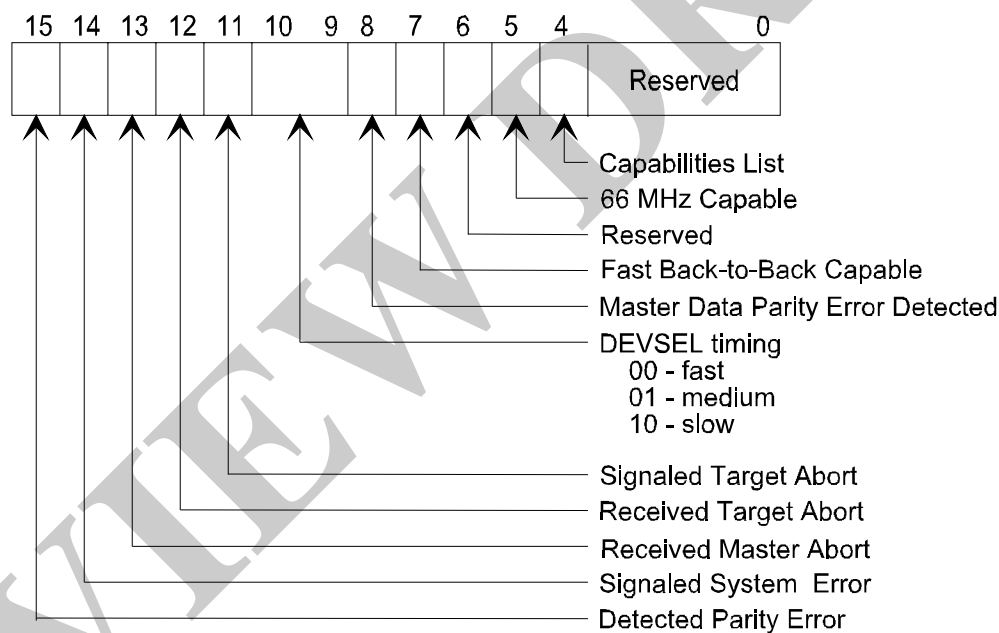 15 14 13 12 11 10 9 8 7 6 5 4 0
Reserved
Capabilities List
66 MHz Capable
Reserved
Fast Back-to-Back Capable
Master Data Parity Error Detected
DEVSEL timing
00 - fast
01 - medium
10 - slow
Signaled Target Abort
Received Target Abort
Received Master Abort
Signaled System Error
Detected Parity Error
VIEW DR